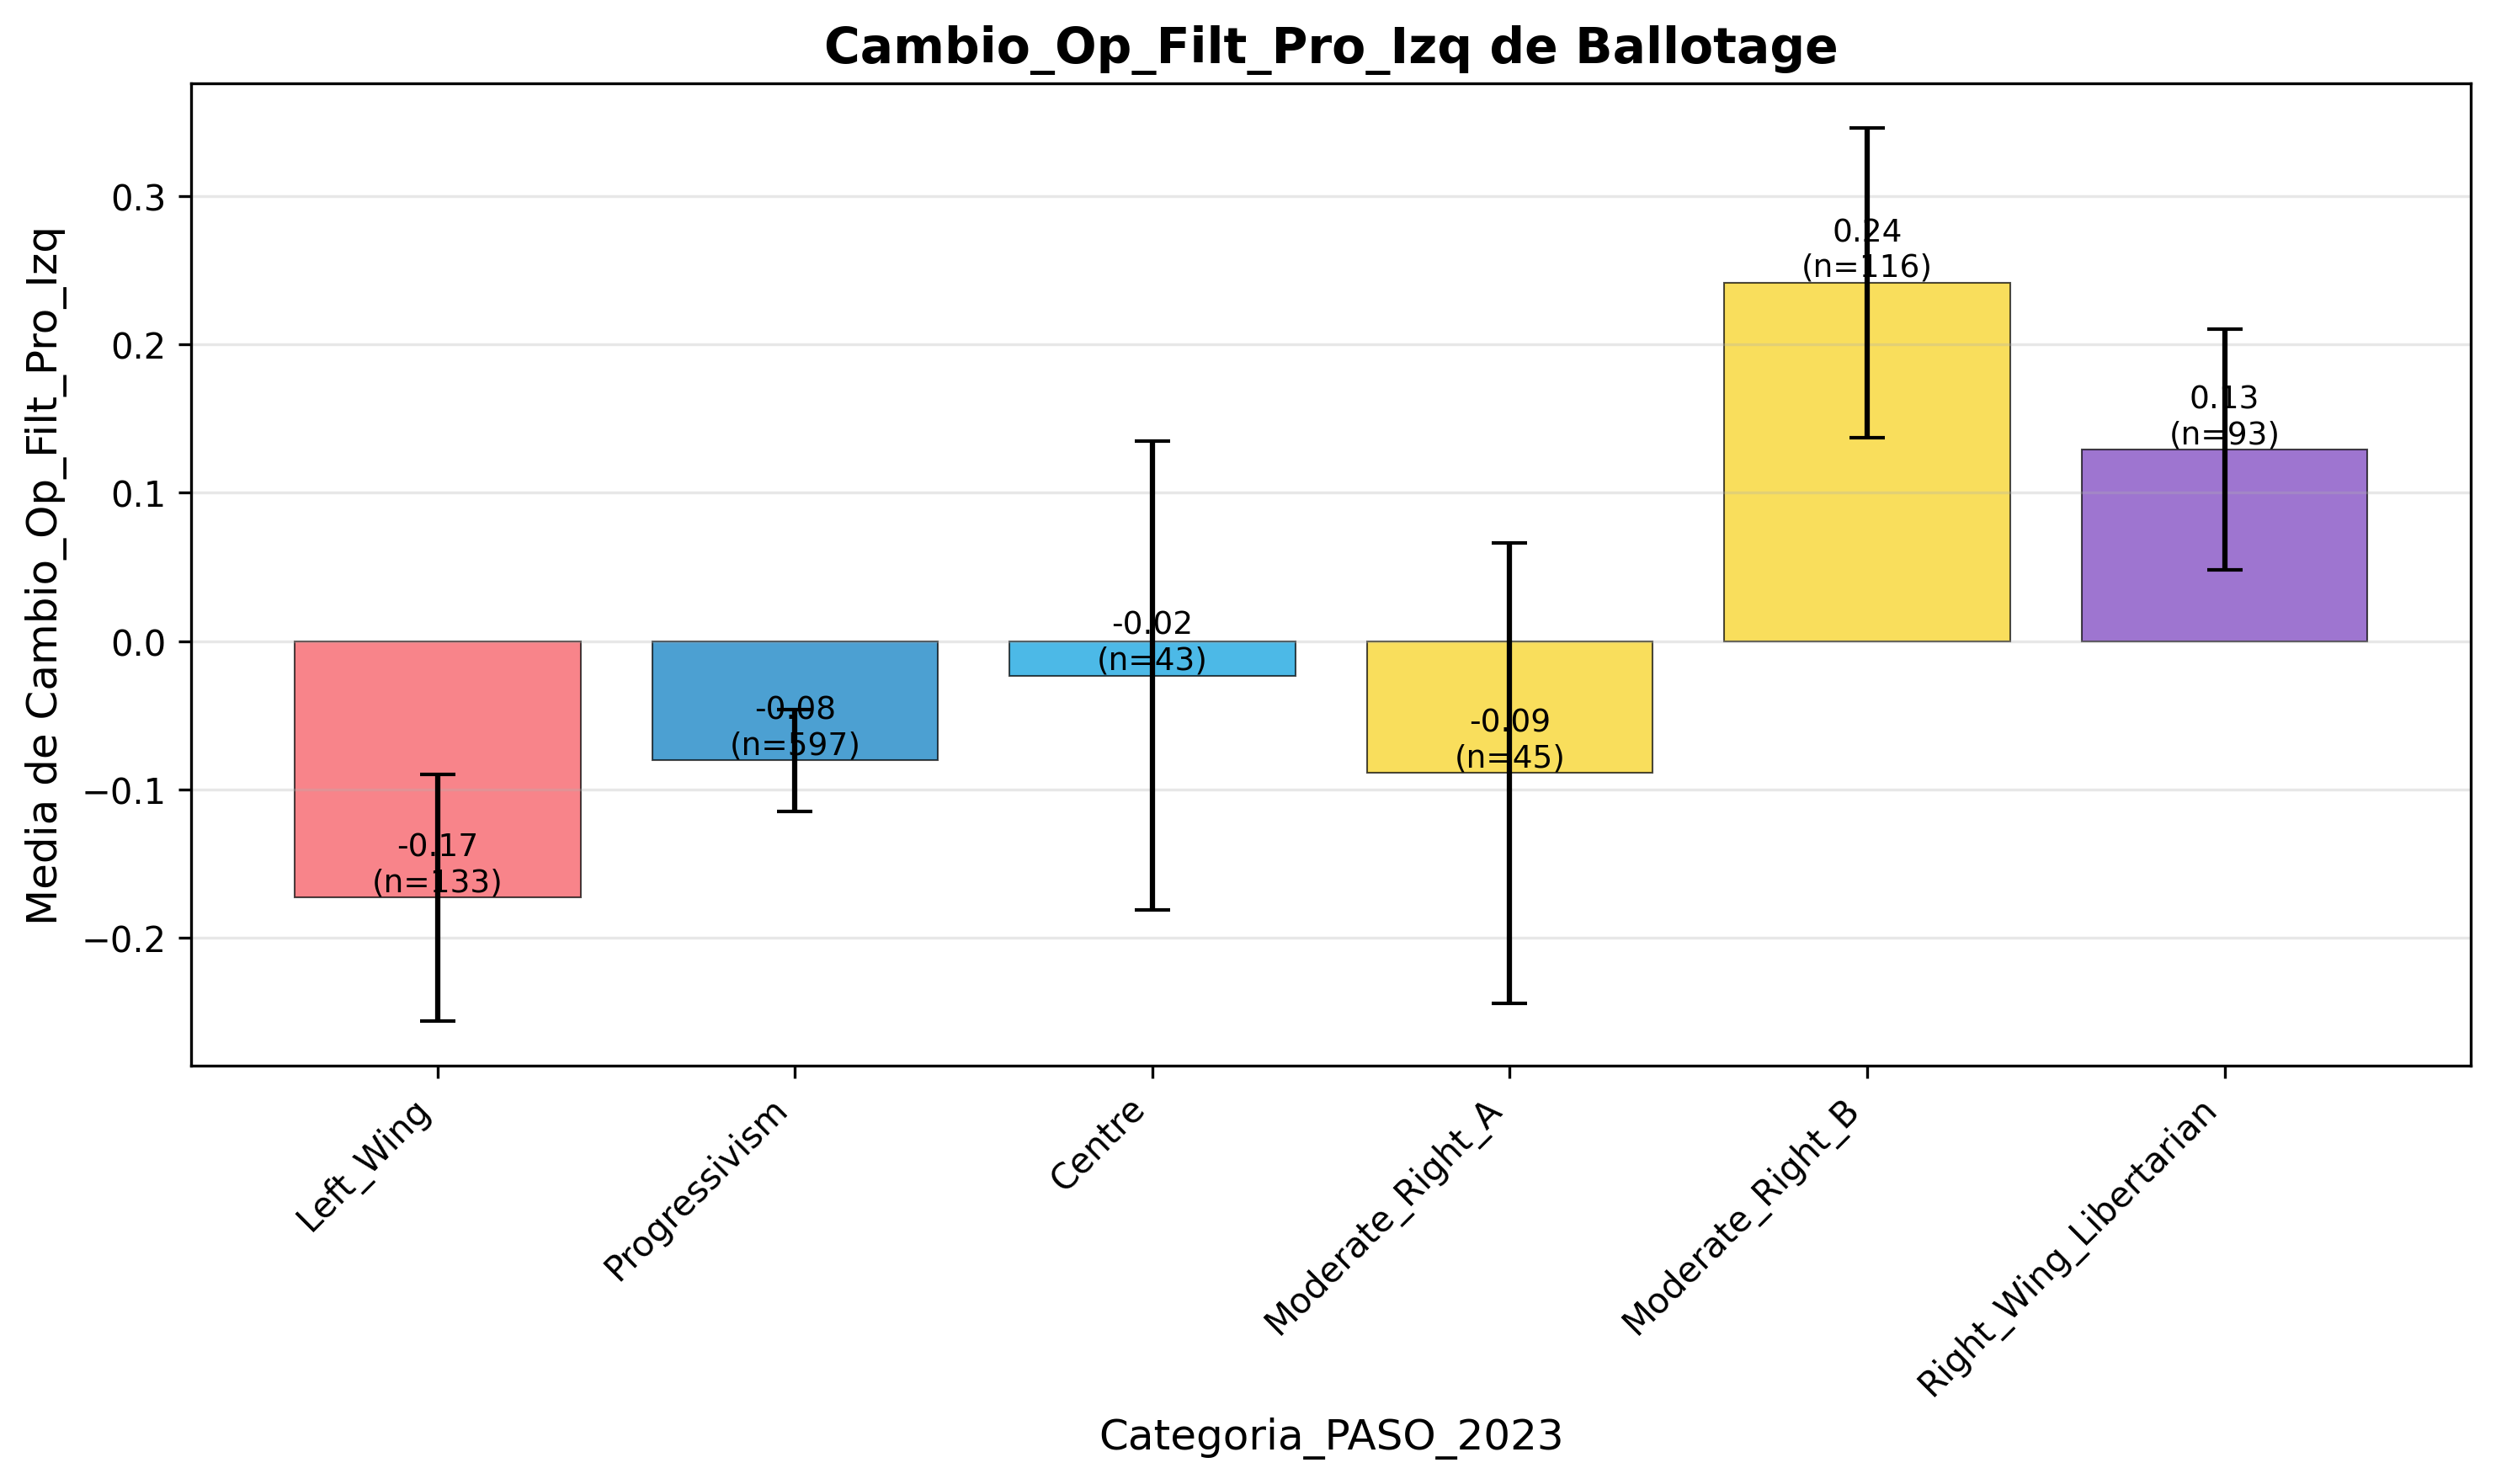 Cambio_Op_Filt_Pro_Izq de Ballotage
Media de Cambio_Op_Filt_Pro_Izq
0.3
0.2
0.1
0.0
−0.1
−0.2
-0.17
(n=133)
-0.08
(n=597)
-0.02
(n=43)
-0.09
(n=45)
0.24
(n=116)
0.13
(n=93)
Left_Wing
Progressivism
Centre
Moderate_Right_A
Moderate_Right_B
Right_Wing_Libertarian
Categoria_PASO_2023